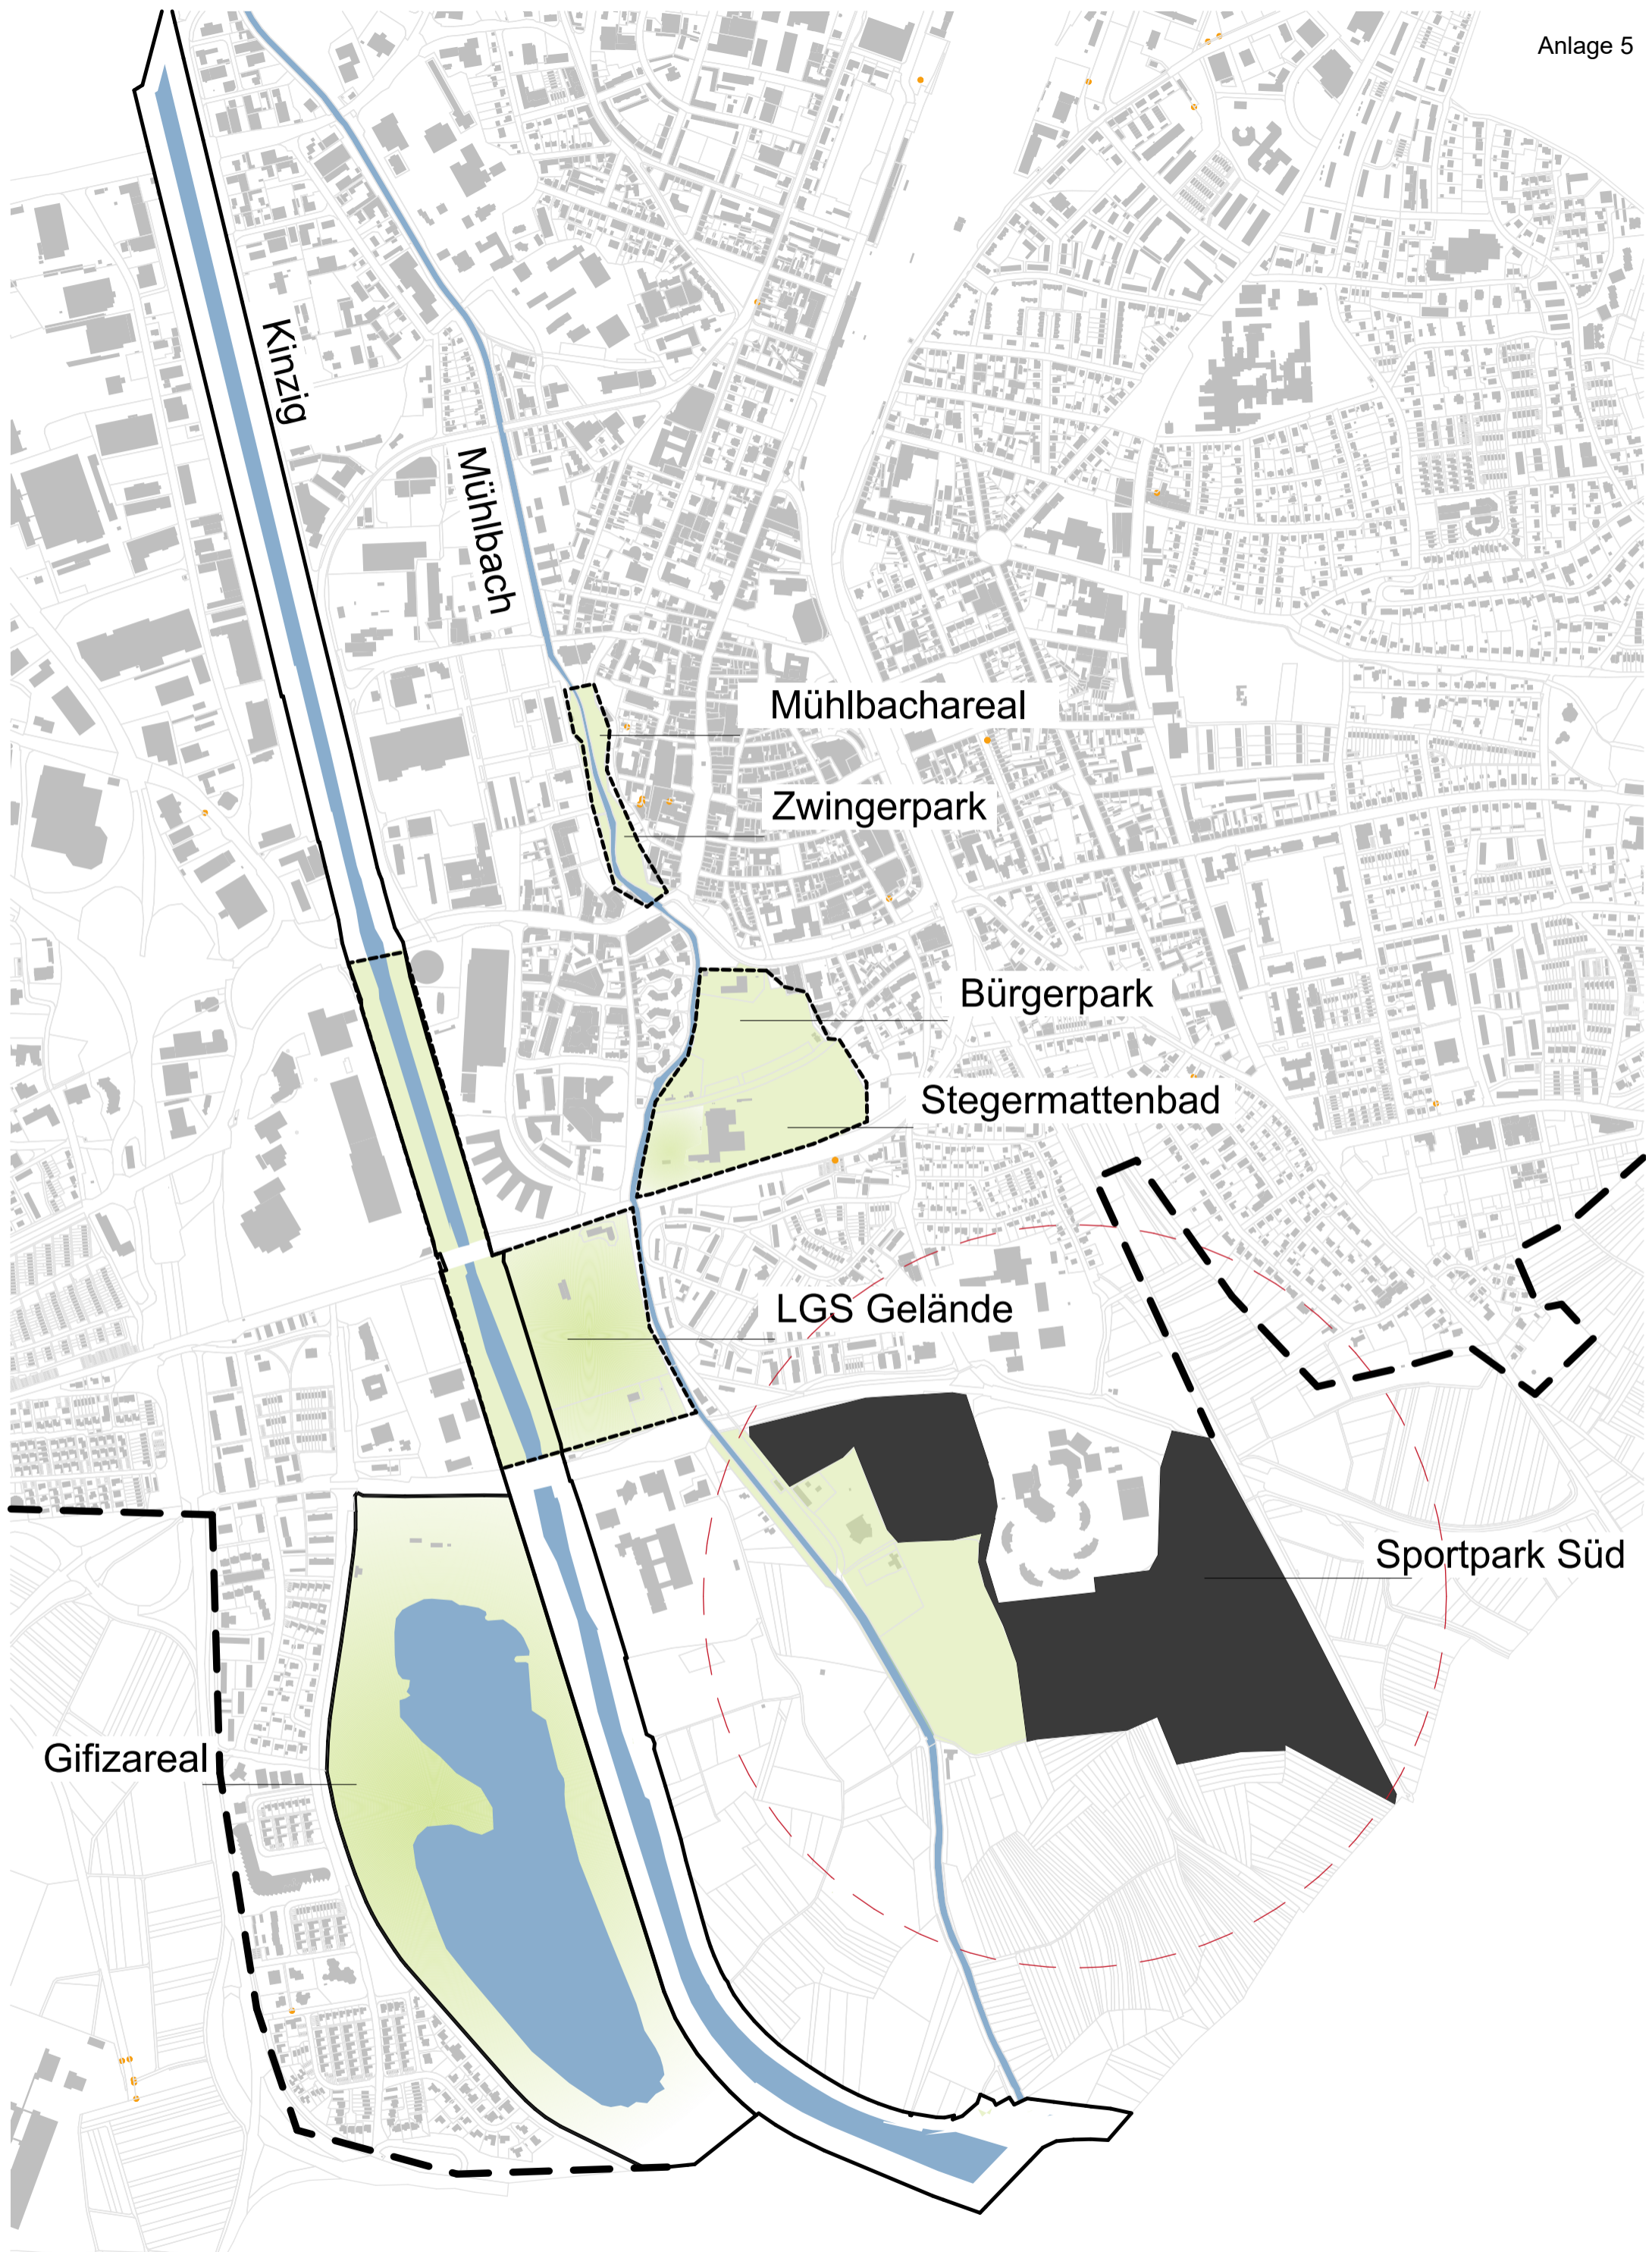 Anlage 5
Kinzig
Mühlbach
Mühlbachareal
Zwingerpark
Bürgerpark
Stegermattenbad
LGS Gelände
Sportpark Süd
Gifizareal